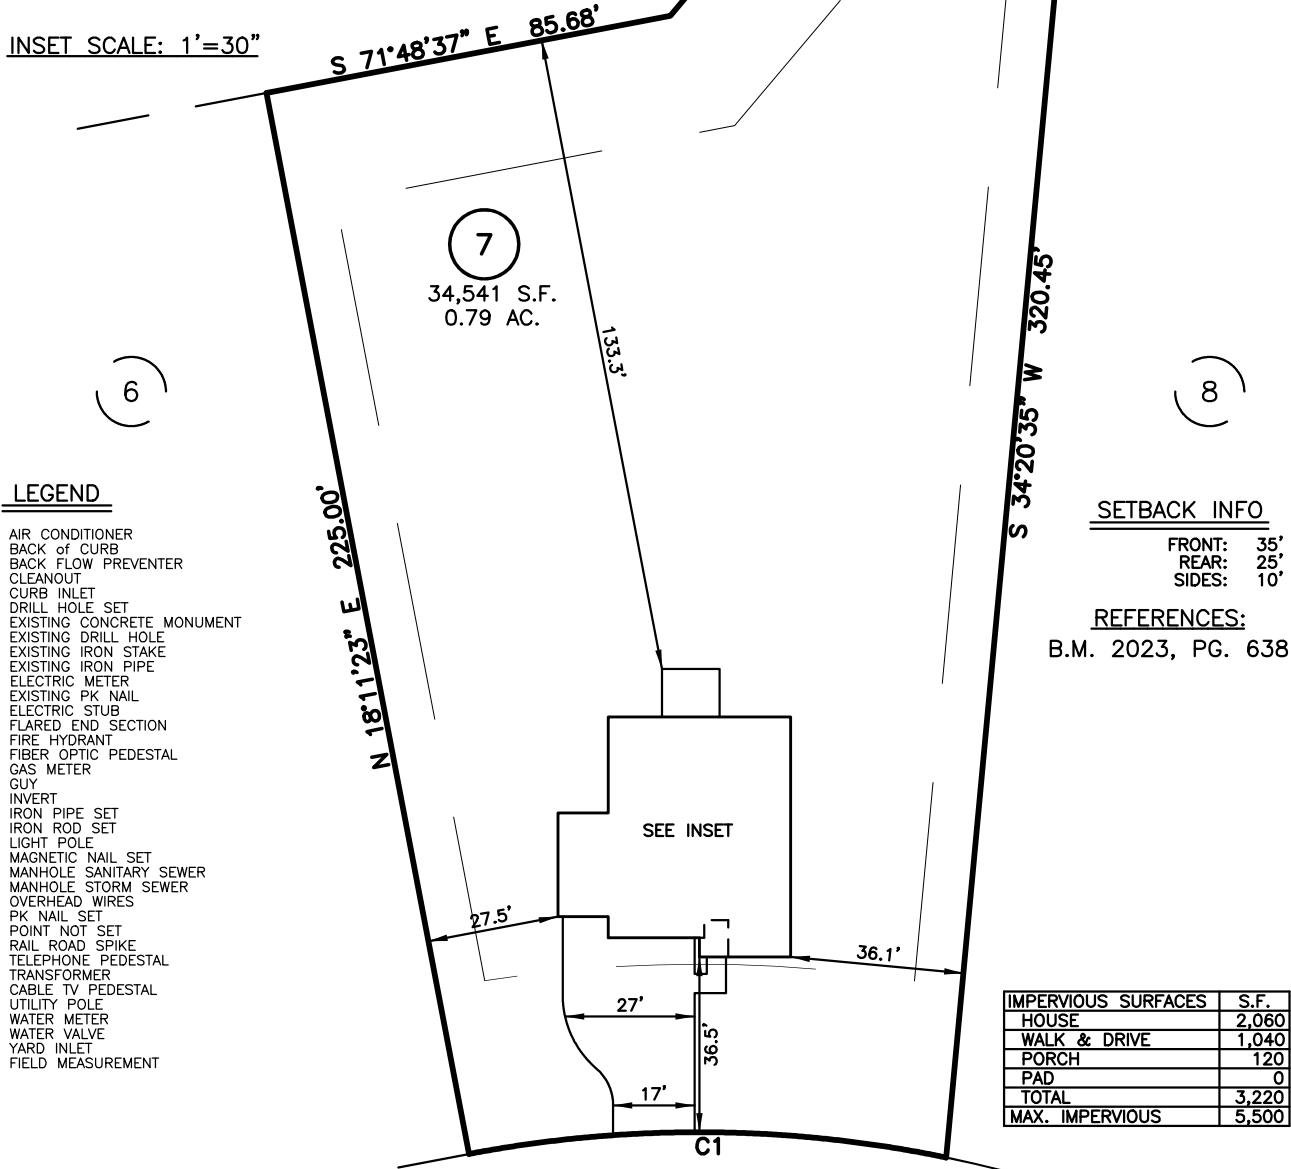 INSET SCALE: 1'=30"
S 71°48'37" E 85.68'
7
34,541 S.F.
0.79 AC.
133.3'
6
8
S 34°20'35" W 320.45'
N 18°11'23" E 225.00'
LEGEND
AIR CONDITIONER
BACK of CURB
BACK FLOW PREVENTER
CLEANOUT
CURB INLET
DRILL HOLE SET
EXISTING CONCRETE MONUMENT
EXISTING DRILL HOLE
EXISTING IRON STAKE
EXISTING IRON PIPE
ELECTRIC METER
EXISTING PK NAIL
ELECTRIC STUB
FLARED END SECTION
FIRE HYDRANT
FIBER OPTIC PEDESTAL
GAS METER
GUY
INVERT
IRON PIPE SET
IRON ROD SET
LIGHT POLE
MAGNETIC NAIL SET
MANHOLE SANITARY SEWER
MANHOLE STORM SEWER
OVERHEAD WIRES
PK NAIL SET
POINT NOT SET
RAIL ROAD SPIKE
TELEPHONE PEDESTAL
TRANSFORMER
CABLE TV PEDESTAL
UTILITY POLE
WATER METER
WATER VALVE
YARD INLET
FIELD MEASUREMENT
SETBACK INFO
FRONT: 35'
REAR: 25'
SIDES: 10'
REFERENCES:
B.M. 2023, PG. 638
SEE INSET
27.5'
36.1'
27'
36.5'
17'
C1
IMPERVIOUS SURFACES S.F.
HOUSE 2,060
WALK & DRIVE 1,040
PORCH 120
PAD 0
TOTAL 3,220
MAX. IMPERVIOUS 5,500